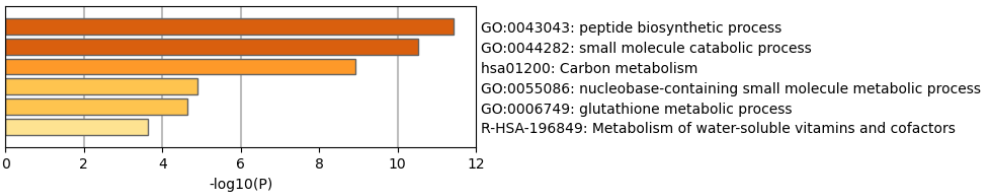 GO:0043043: peptide biosynthetic process
GO:0044282: small molecule catabolic process
hsa01200: Carbon metabolism
GO:0055086: nucleobase-containing small molecule metabolic process
GO:0006749: glutathione metabolic process
R-HSA-196849: Metabolism of water-soluble vitamins and cofactors
0 2 4 6 8 10 12
-log10(P)